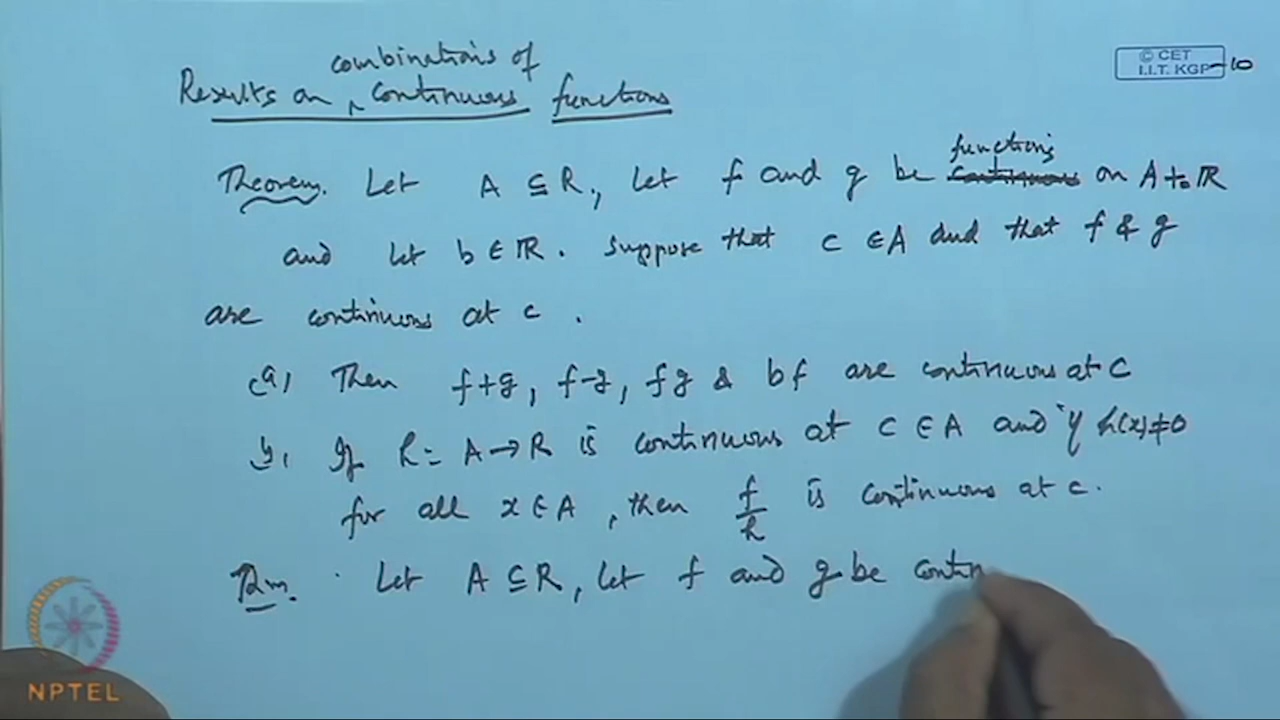 combinations of
Results on continuous functions
© CET
I.I.T. KGP
-10
functions
Theorem. Let A ⊆ R, let f and g be continuous on A to R
and let b ∈ R. Suppose that c ∈ A and that f & g
are continuous at c.
(a) Then f+g, f-g, fg & bf are continuous at c
If h: A → R is continuous at c ∈ A and if h(x)≠0
for all x ∈ A, then f/h is continuous at c.
Thm. Let A ⊆ R, let f and g be contin
NPTEL